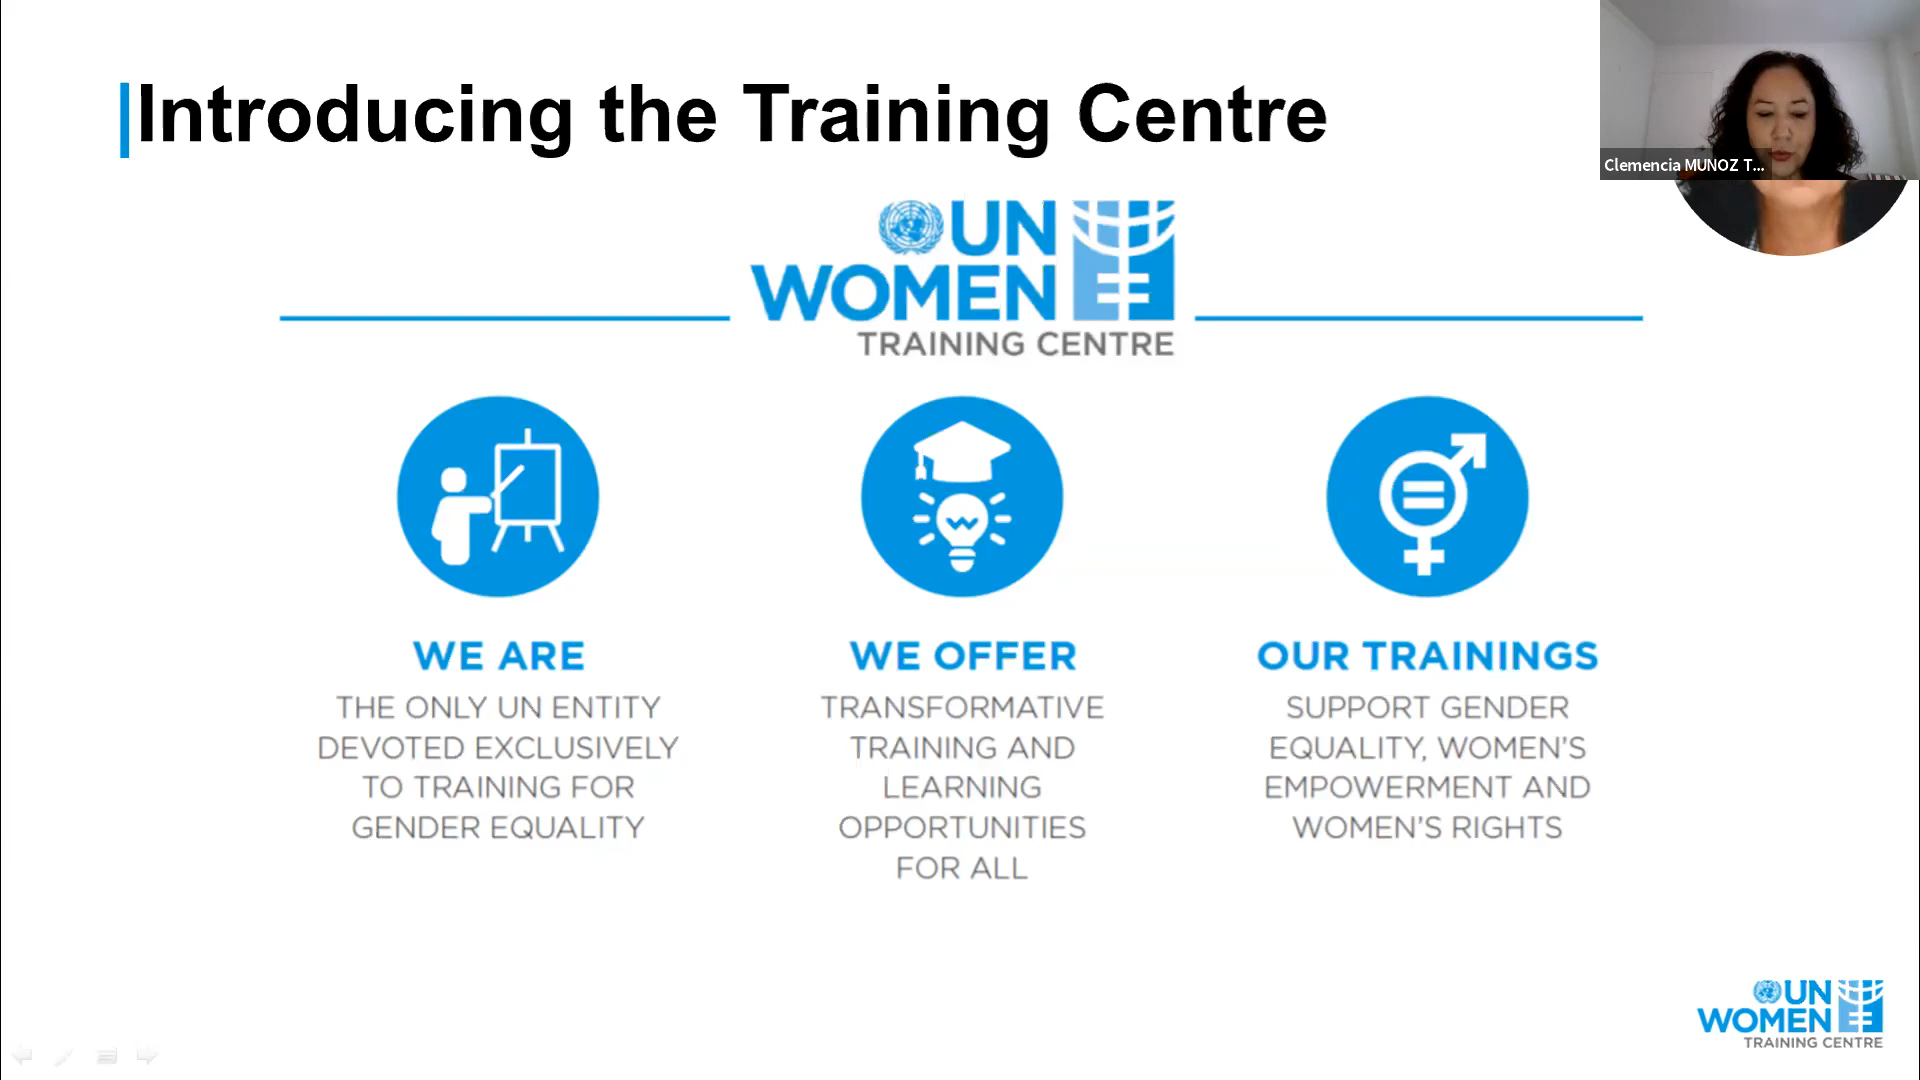 Introducing the Training Centre
Clemencia MUNOZ T...
UN
WOMEN
TRAINING CENTRE
WE ARE
THE ONLY UN ENTITY
DEVOTED EXCLUSIVELY
TO TRAINING FOR
GENDER EQUALITY
WE OFFER
TRANSFORMATIVE
TRAINING AND
LEARNING
OPPORTUNITIES
FOR ALL
OUR TRAININGS
SUPPORT GENDER
EQUALITY, WOMEN'S
EMPOWERMENT AND
WOMEN'S RIGHTS
UN
WOMEN
TRAINING CENTRE